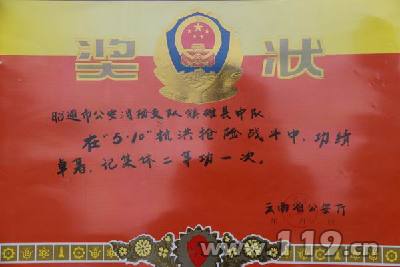 奖状
昭通市公安消防支队镇雄县中队
在“5·10”抗洪抢险战斗中，功绩
卓著，记集体二等功一次。
云南省公安厅
www.119.cn